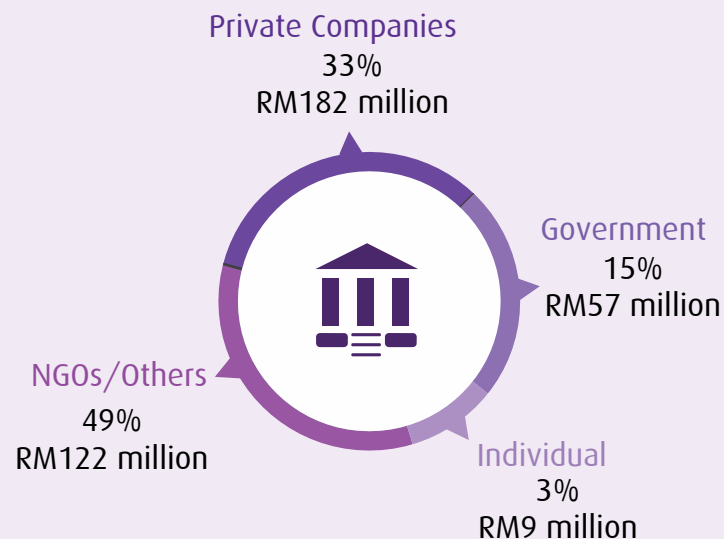 Private Companies
33%
RM182 million
Government
15%
RM57 million
NGOs/Others
49%
RM122 million
Individual
3%
RM9 million